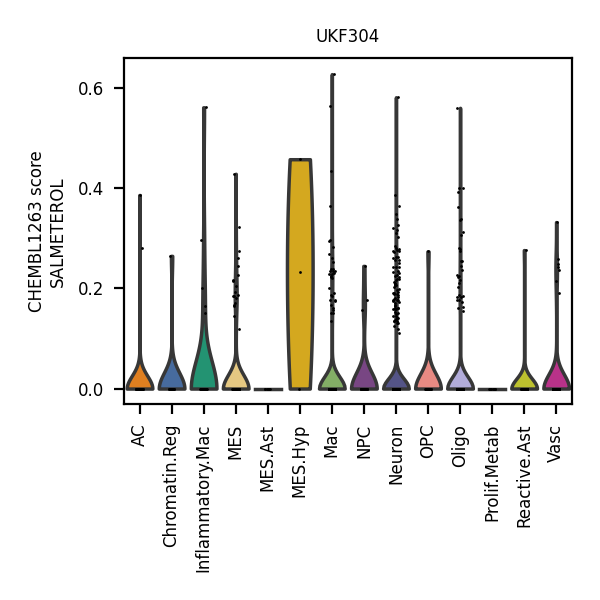 UKF304
CHEMBL1263 score
SALMETEROL
0.6
0.4
0.2
0.0
AC
Chromatin.Reg
Inflammatory.Mac
MES
MES.Ast
MES.Hyp
Mac
NPC
Neuron
OPC
Oligo
Prolif.Metab
Reactive.Ast
Vasc